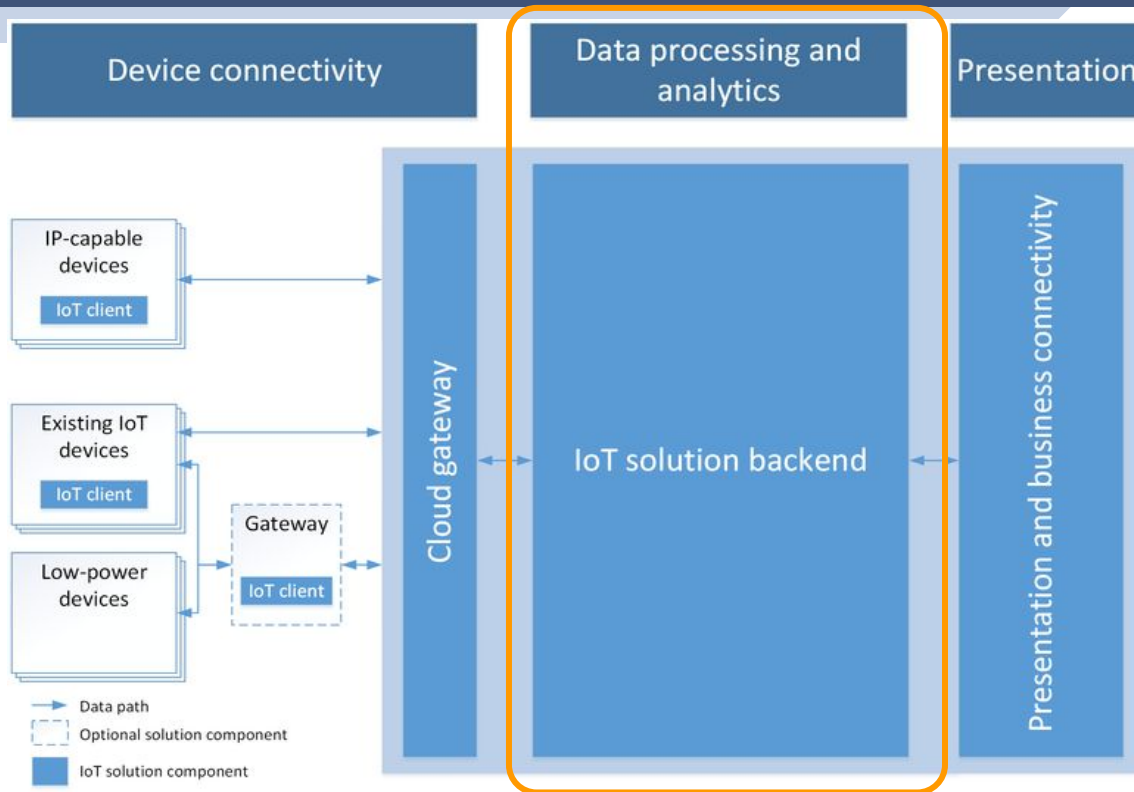 Device connectivity
Data processing and
analytics
Presentation
IP-capable
devices
IoT client
Existing IoT
devices
IoT client
Low-power
devices
Gateway
IoT client
Cloud gateway
IoT solution backend
Presentation and business connectivity
Data path
Optional solution component
IoT solution component